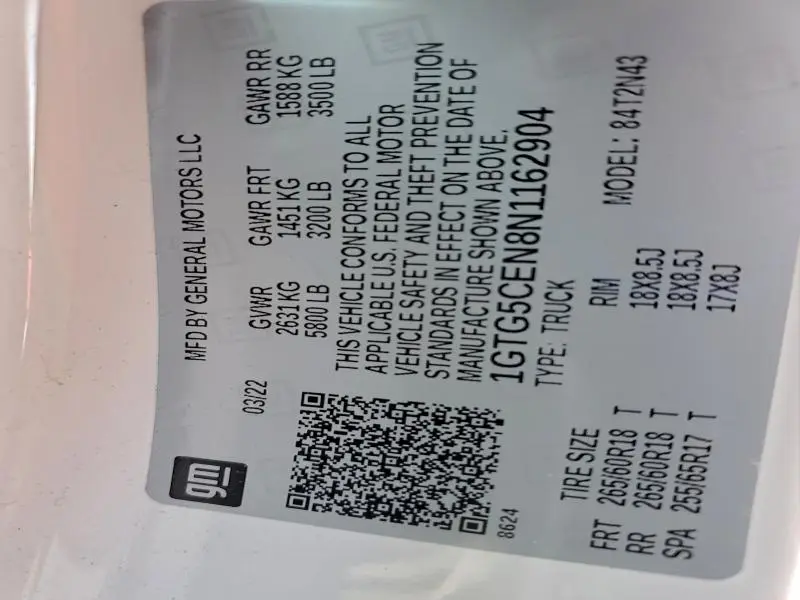 gm
MFD BY GENERAL MOTORS LLC
03/22
GVWR GAWR FRT GAWR RR
2631 KG 1451 KG 1588 KG
5800 LB 3200 LB 3500 LB
THIS VEHICLE CONFORMS TO ALL
APPLICABLE U.S. FEDERAL MOTOR
VEHICLE SAFETY AND THEFT PREVENTION
STANDARDS IN EFFECT ON THE DATE OF
MANUFACTURE SHOWN ABOVE.
1GTG5CEN8N1162904
TYPE: TRUCK
8624
TIRE SIZE RIM MODEL: 84T2N43
FRT 265/60R18 T 18X8.5J
RR 265/60R18 T 18X8.5J
SPA 255/65R17 T 17X8J